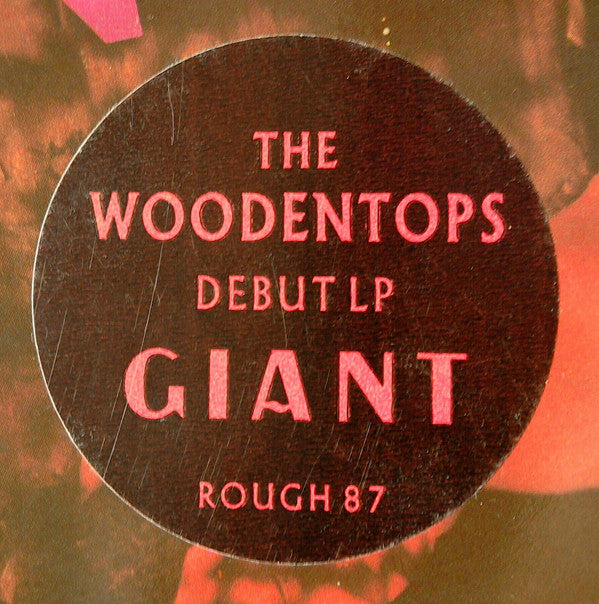 THE
WOODENTOPS
DEBUT LP
GIANT
ROUGH 87